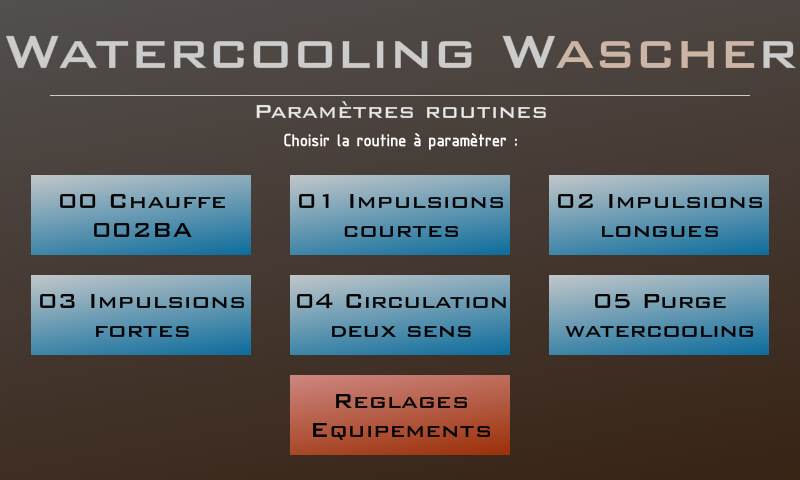 Watercooling Wascher
Paramètres routines
Choisir la routine à paramètrer :
00 Chauffe
002BA
01 Impulsions
courtes
02 Impulsions
longues
03 Impulsions
fortes
04 Circulation
deux sens
05 Purge
watercooling
Reglages
Equipements